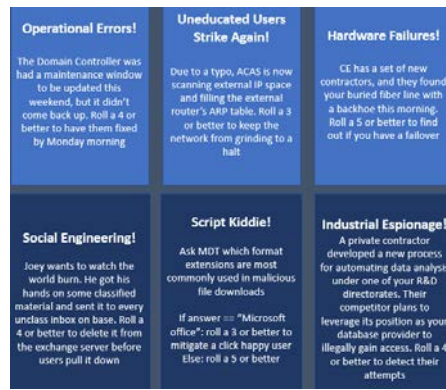 Operational Errors!
The Domain Controller was
had a maintenance window
to be updated this
weekend, but it didn't
come back up. Roll a 4 or
better to have them fixed
by Monday morning
Uneducated Users
Strike Again!
Due to a typo, ACAS is now
scanning external IP space
and filling the external
router's ARP table. Roll a 3
or better to keep the
network from grinding to a
halt
Hardware Failures!
CE has a set of new
contractors, and they found
your buried fiber line with
a backhoe this morning.
Roll a 5 or better to find
out if you have a failover
Social Engineering!
Joey wants to watch the
world burn. He got his
hands on some classified
material and sent it to every
unclass inbox on base. Roll a
4 or better to delete it from
the exchange server before
users pull it down
Script Kiddie!
Ask MDT which format
extensions are most
commonly used in malicious
file downloads
If answer == "Microsoft
office": roll a 3 or better to
mitigate a click happy user
Else: roll a 5 or better
Industrial Espionage!
A private contractor
developed a new process
for automating data analysis
under one of your R&D
directorates. Their
competitor plans to
leverage its position as your
database provider to
illegally gain access. Roll a 4
or better to detect their
attempts